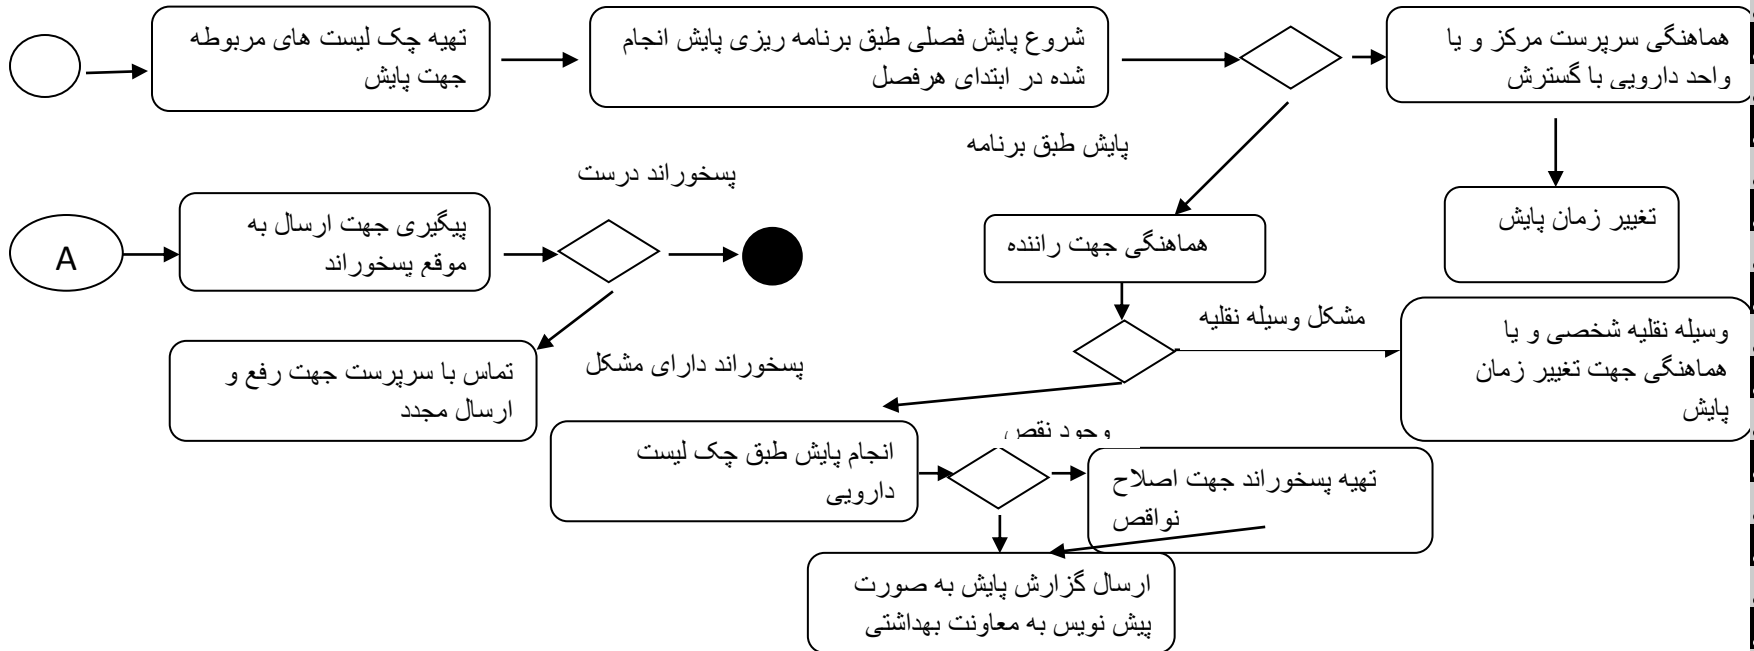 تهیه چک لیست های مربوطه
جهت پایش
شروع پایش فصلی طبق برنامه ریزی پایش انجام
شده در ابتدای هرفصل
هماهنگی سرپرست مرکز و یا
واحد دارویی با گسترش
پایش طبق برنامه
تغییر زمان پایش
هماهنگی جهت راننده
مشکل وسیله نقلیه
وسیله نقلیه شخصی و یا
هماهنگی جهت تغییر زمان
پایش
انجام پایش طبق چک لیست
دارویی
وجود نقص
تهیه پسخوراند جهت اصلاح
نواقص
ارسال گزارش پایش به صورت
پیش نویس به معاونت بهداشتی
A
پیگیری جهت ارسال به
موقع پسخوراند
پسخوراند درست
پسخوراند دارای مشکل
تماس با سرپرست جهت رفع و
ارسال مجدد